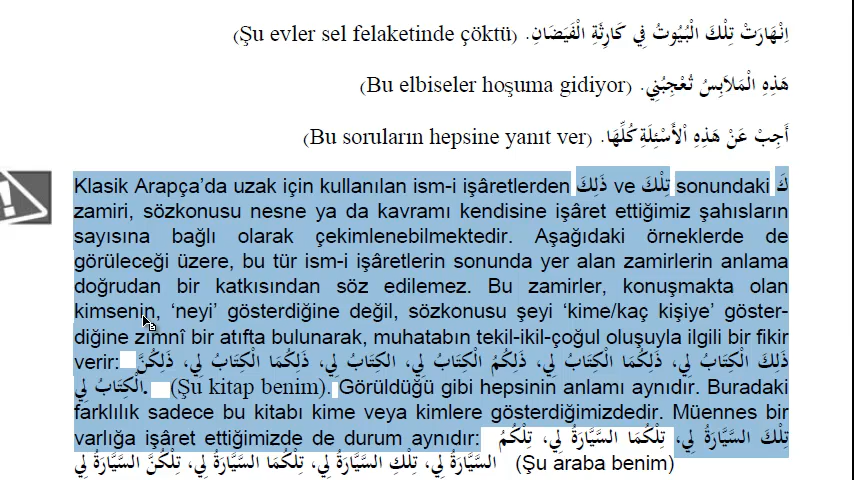 اِنْهَارَتْ تِلْكَ الْبُيُوتُ فِي كَارِثَةِ الْفَيَضَانِ. (Şu evler sel felaketinde çöktü)
هَذِهِ الْمَلاَبِسُ تُعْجِبُنِي. (Bu elbiseler hoşuma gidiyor)
أَجِبْ عَنْ هَذِهِ اْلأَسْئِلَةِ كُلِّهَا. (Bu soruların hepsine yanıt ver)
Klasik Arapça’da uzak için kullanılan ism-i işâretlerden ذَلِكَ ve تِلْكَ sonundaki كَ
zamiri, sözkonusu nesne ya da kavramı kendisine işâret ettiğimiz şahısların
sayısına bağlı olarak çekimlenebilmektedir. Aşağıdaki örneklerde de
görüleceği üzere, bu tür ism-i işâretlerin sonunda yer alan zamirlerin anlama
doğrudan bir katkısından söz edilemez. Bu zamirler, konuşmakta olan
kimsenin, ‘neyi’ gösterdiğine değil, sözkonusu şeyi ‘kime/kaç kişiye’ göster-
diğine zımnî bir atıfta bulunarak, muhatabın tekil-ikil-çoğul oluşuyla ilgili bir fikir
verir: ذَلِكَ الْكِتَابُ لِي، ذَلِكُمَا الْكِتَابُ لِي، ذَلِكُمُ الْكِتَابُ لِي، الكِتَابُ لِي، ذَلِكُمَا الْكِتَابُ لِي، ذَلِكُنَّ
الْكِتَابُ لِي. (Şu kitap benim). Görüldüğü gibi hepsinin anlamı aynıdır. Buradaki
farklılık sadece bu kitabı kime veya kimlere gösterdiğimizdedir. Müennes bir
varlığa işâret ettiğimizde de durum aynıdır: تِلْكَ السَّيَّارَةُ لِي، تِلْكُمَا السَّيَّارَةُ لِي، تِلْكُمُ
السَّيَّارَةُ لِي، تِلْكِ السَّيَّارَةُ لِي، تِلْكُمَا السَّيَّارَةُ لِي، تِلْكُنَّ السَّيَّارَةُ لِي (Şu araba benim)